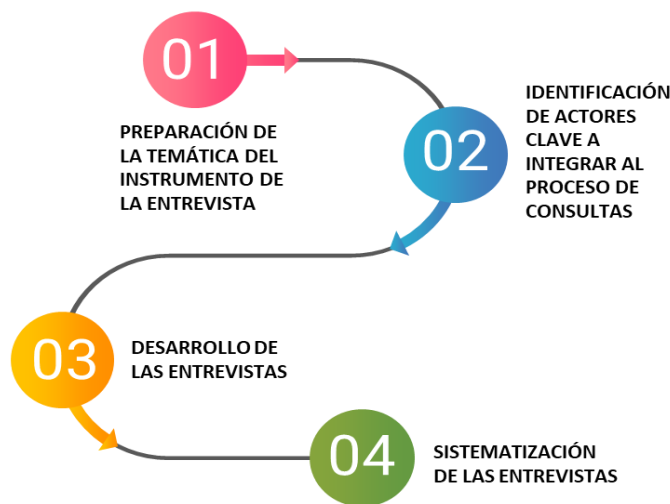 01
PREPARACIÓN DE
LA TEMÁTICA DEL
INSTRUMENTO DE
LA ENTREVISTA
02
IDENTIFICACIÓN
DE ACTORES
CLAVE A
INTEGRAR AL
PROCESO DE
CONSULTAS
03
DESARROLLO DE
LAS ENTREVISTAS
04
SISTEMATIZACIÓN
DE LAS ENTREVISTAS